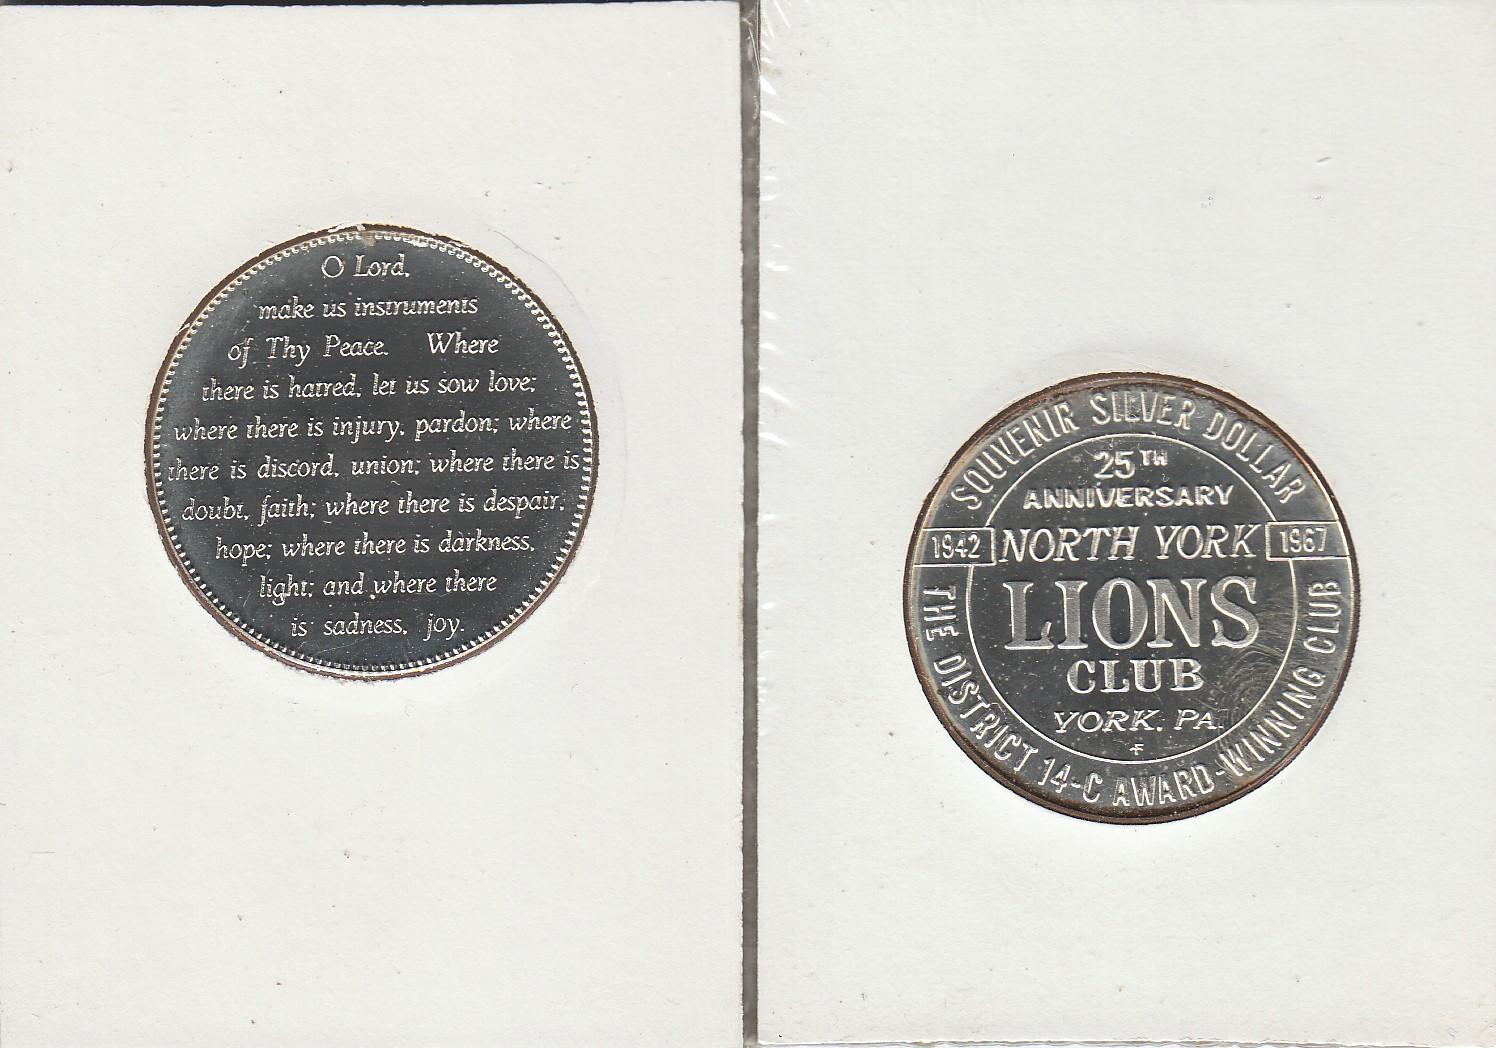 O Lord,
make us instruments
of Thy Peace. Where
there is hatred, let us sow love;
where there is injury, pardon; where
there is discord, union; where there is
doubt, faith; where there is despair,
hope; where there is darkness,
light; and where there
is sadness, joy.
SOUVENIR SILVER DOLLAR
25TH
ANNIVERSARY
1942 NORTH YORK 1967
LIONS
CLUB
YORK, PA.
F
THE DISTRICT 14-C AWARD-WINNING CLUB